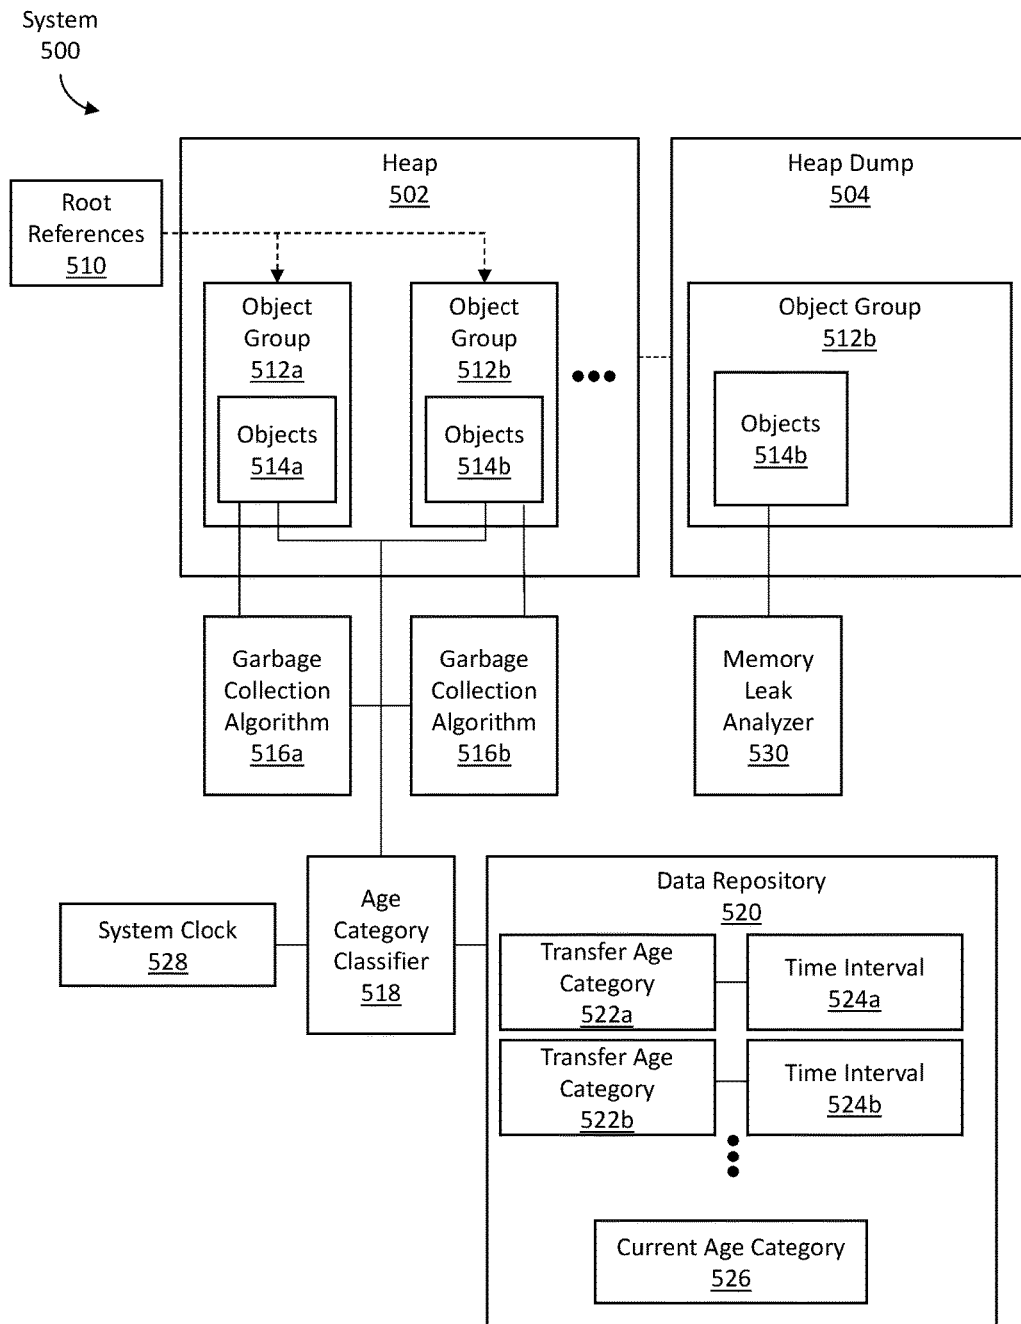 System
500
Heap
502
Heap Dump
504
Root
References
510
Object
Group
512a
Objects
514a
Object
Group
512b
Objects
514b
Object Group
512b
Objects
514b
Garbage
Collection
Algorithm
516a
Garbage
Collection
Algorithm
516b
Memory
Leak
Analyzer
530
System Clock
528
Age
Category
Classifier
518
Data Repository
520
Transfer Age
Category
522a
Time Interval
524a
Transfer Age
Category
522b
Time Interval
524b
Current Age Category
526